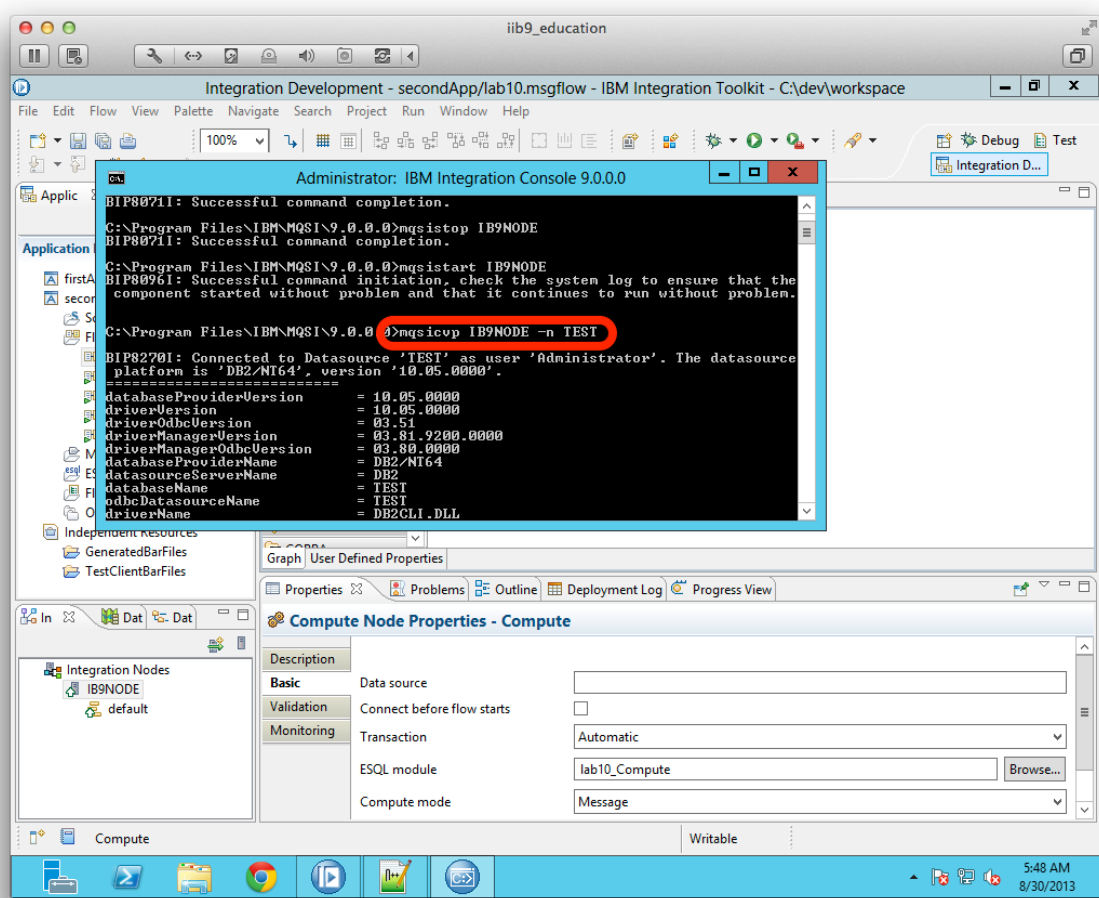 iib9_education
Integration Development - secondApp/lab10.msgflow - IBM Integration Toolkit - C:\dev\workspace
File Edit Flow View Palette Navigate Search Project Run Window Help
100%
Debug Test
Integration D...
Applic
Administrator: IBM Integration Console 9.0.0.0
BIP8071I: Successful command completion.
C:\Program Files\IBM\MQSI\9.0.0.0>mqsistop IB9NODE
BIP8071I: Successful command completion.
C:\Program Files\IBM\MQSI\9.0.0.0>mqsistart IB9NODE
BIP8096I: Successful command initiation, check the system log to ensure that the
component started without problem and that it continues to run without problem.
C:\Program Files\IBM\MQSI\9.0.0.0>mqsicvp IB9NODE -n TEST
BIP8270I: Connected to Datasource 'TEST' as user 'Administrator'. The datasource
platform is 'DB2/NT64', version '10.05.0000'.
===========================
databaseProviderVersion = 10.05.0000
driverVersion = 10.05.0000
driverOdbcVersion = 03.51
driverManagerVersion = 03.81.9200.0000
driverManagerOdbcVersion = 03.80.0000
databaseProviderName = DB2/NT64
datasourceServerName = DB2
databaseName = TEST
odbcDatasourceName = TEST
driverName = DB2CLI.DLL
Application
firstA
secon
Independent Resources
GeneratedBarFiles
TestClientBarFiles
Graph User Defined Properties
Properties Problems Outline Deployment Log Progress View
In Dat Dat
Integration Nodes
IB9NODE
default
Compute Node Properties - Compute
Description
Basic
Validation
Monitoring
Data source
Connect before flow starts
Transaction Automatic
ESQL module lab10_Compute Browse...
Compute mode Message
Compute Writable
5:48 AM
8/30/2013